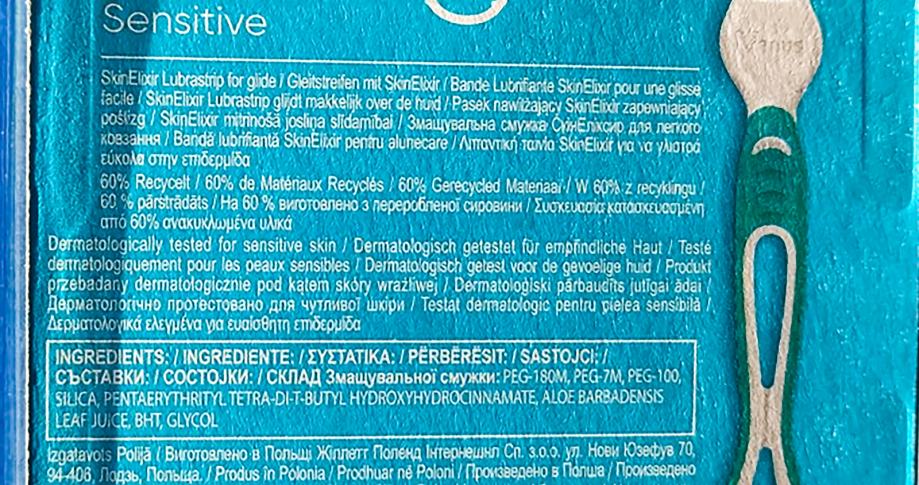 Sensitive
Venus
SkinElixir Lubrastrip for glide / Gleitstreifen mit SkinElixir / Bande Lubrifiante SkinElixir pour une glisse
facile / SkinElixir Lubrastrip glijdt makkelijk over de huid / Pasek nawilżający SkinElixir zapewniający
poślizg / SkinElixir mitrinošā josliņa slīdamībai / Змащувальна смужка СкінЕліксир для легкого
ковзання / Bandă lubrifiantă SkinElixir pentru alunecare / Λιπαντική ταινία SkinElixir για να γλιστρά
εύκολα στην επιδερμίδα
60% Recycelt / 60% de Matériaux Recyclés / 60% Gerecycled Materiaal / W 60% z recyklingu /
60 % pārstrādāts / На 60 % виготовлено з переробленої сировини / Συσκευασία κατασκευασμένη
από 60% ανακυκλωμένα υλικά
Dermatologically tested for sensitive skin / Dermatologisch getestet für empfindliche Haut / Testé
dermatologiquement pour les peaux sensibles / Dermatologisch getest voor de gevoelige huid / Produkt
przebadany dermatologicznie pod kątem skóry wrażliwej / Dermatoloģiski pārbaudīts jutīgai ādai /
Дерматологічно протестовано для чутливої шкіри / Testat dermatologic pentru pielea sensibilă /
Δερματολογικά ελεγμένα για ευαίσθητη επιδερμίδα
INGREDIENTS: / INGREDIENTE: / ΣΥΣΤΑΤΙΚΑ: / PËRBËRËSIT: / SASTOJCI: /
СЪСТАВКИ: / СОСТОЈКИ: / СКЛАД Змащувальної смужки: PEG-180M, PEG-7M, PEG-100,
SILICA, PENTAERYTHRITYL TETRA-DI-T-BUTYL HYDROXYHYDROCINNAMATE, ALOE BARBADENSIS
LEAF JUICE, BHT, GLYCOL
Izgatavots Polijā / Виготовлено в Польщі Жіллетт Поленд Інтернешнл Сп. з.о.о. ул. Нови Юзефув 70,
94-406, Лодзь, Польща. / Produs în Polonia / Prodhuar në Poloni / Произведено в Полша / Произведено